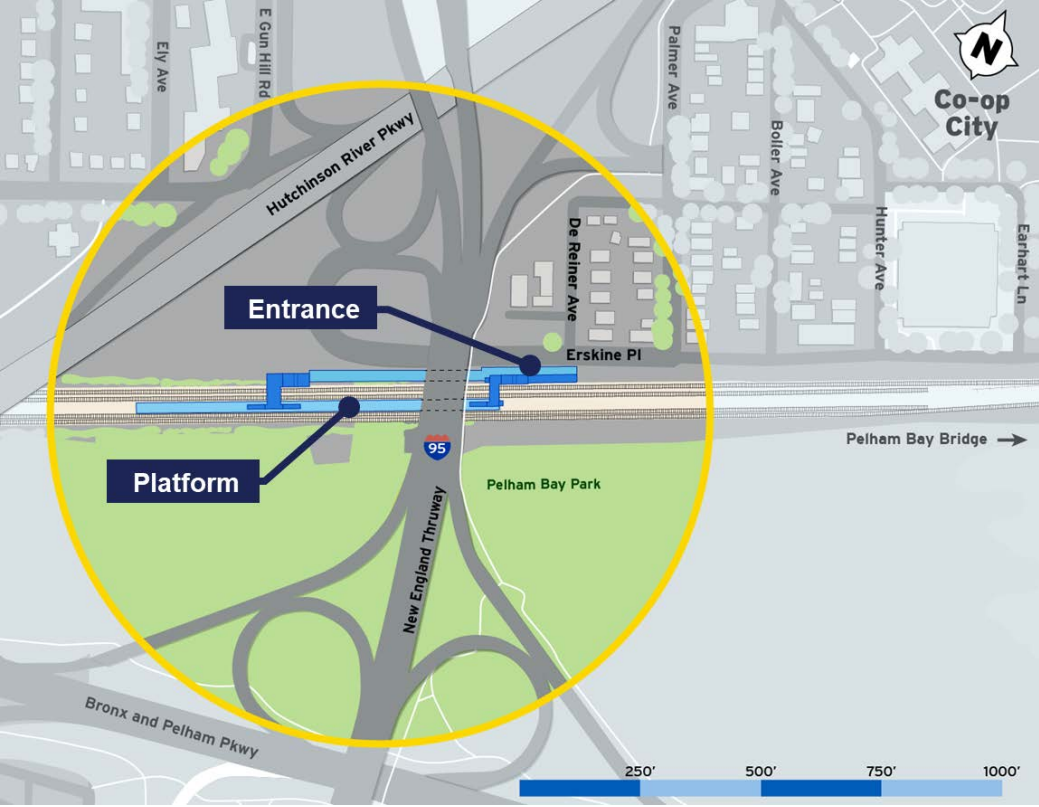 E Gun Hill Rd
Ely Ave
Palmer Ave
N
Co-op
City
Boller Ave
Hutchinson River Pkwy
Hunter Ave
De Reiner Ave
Earhart Ln
Entrance
Erskine Pl
Pelham Bay Bridge
95
Platform
Pelham Bay Park
New England Thruway
Bronx and Pelham Pkwy
250' 500' 750' 1000'